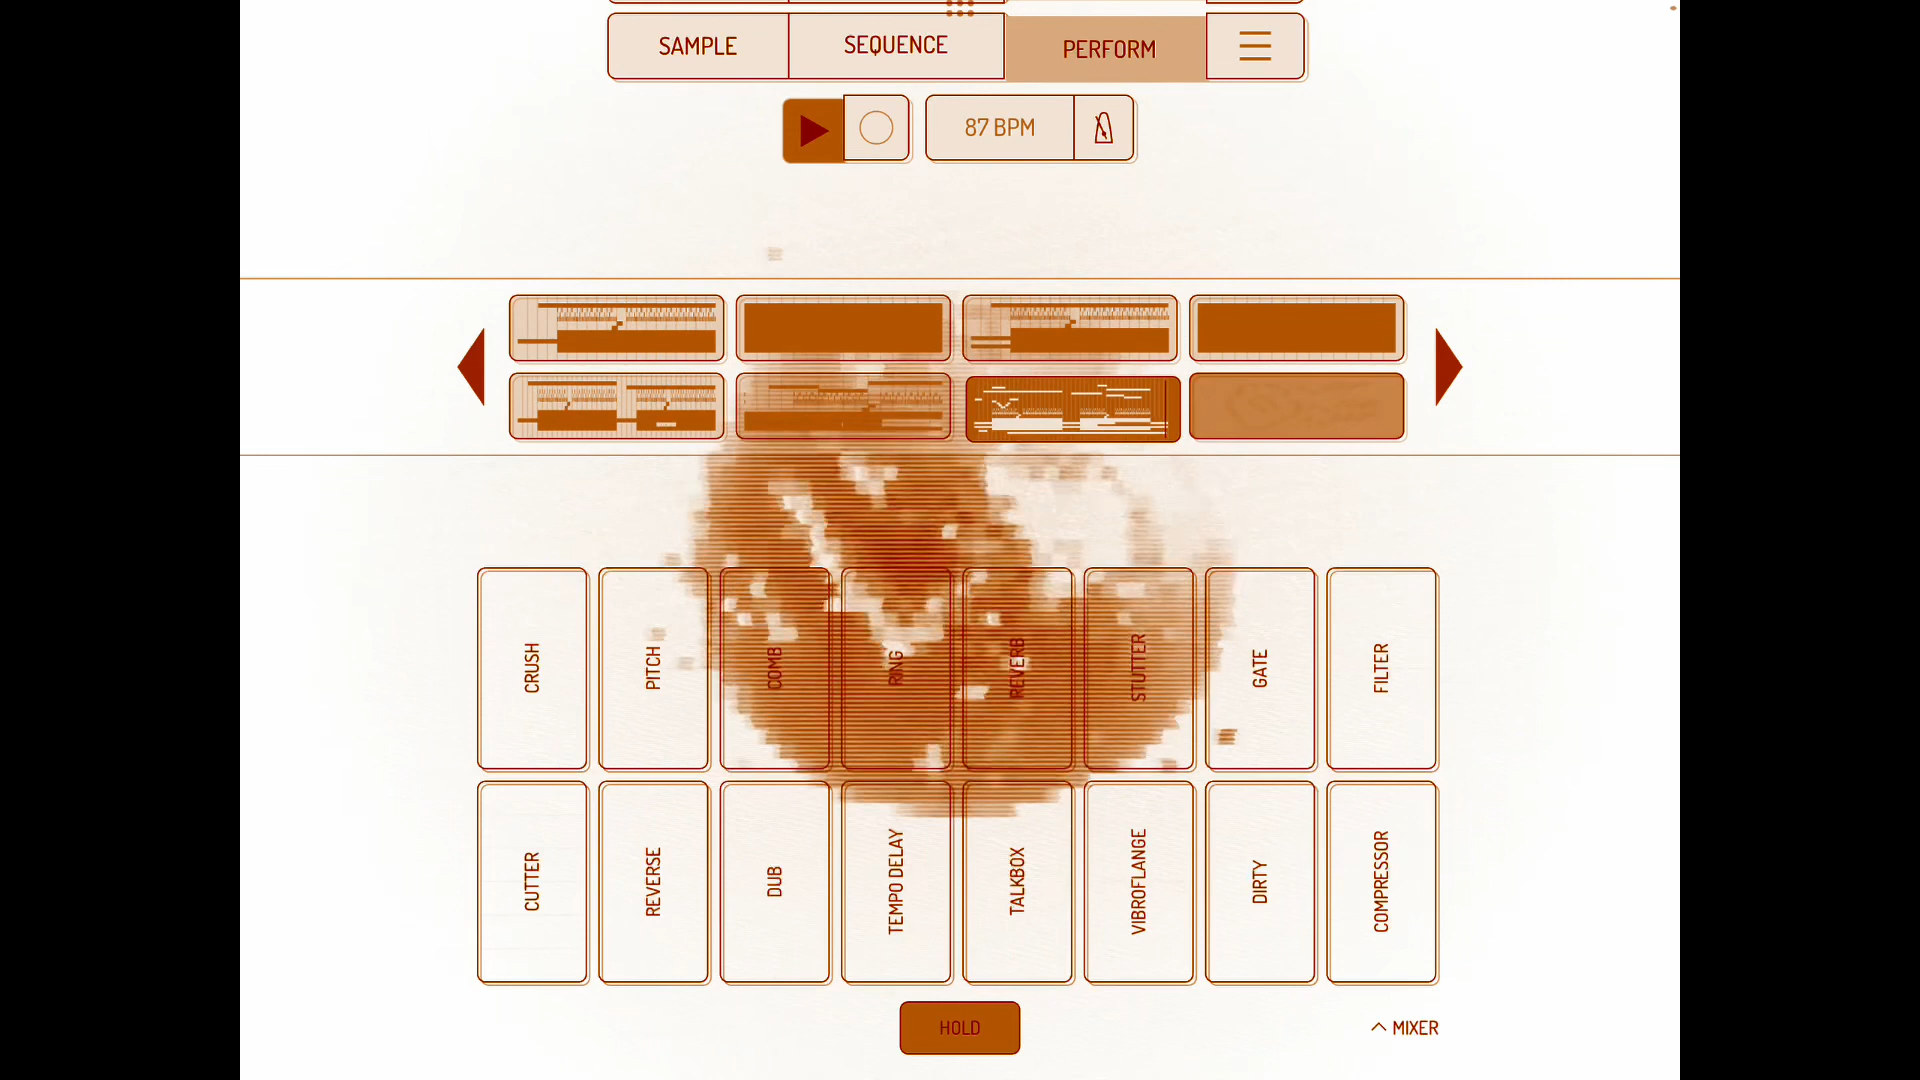 SAMPLE SEQUENCE PERFORM
87 BPM
CRUSH PITCH COMB RING REVERB STUTTER GATE FILTER
CUTTER REVERSE DUB TEMPO DELAY TALKBOX VIBROFLANGE DIRTY COMPRESSOR
HOLD
MIXER